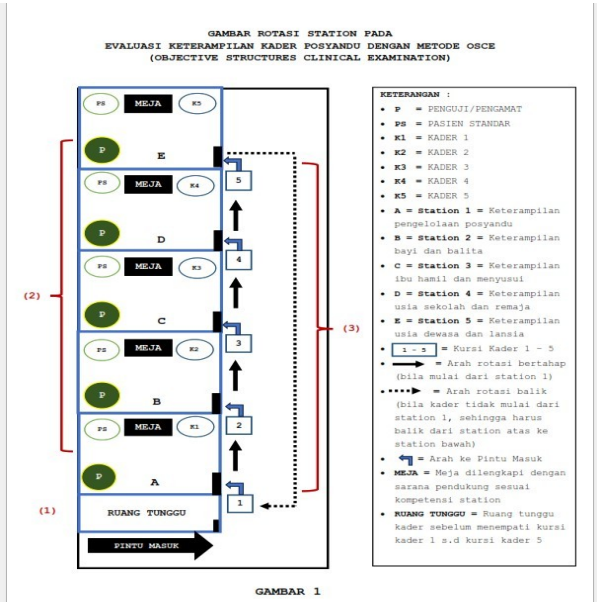 GAMBAR ROTASI STATION PADA
EVALUASI KETERAMPILAN KADER POSYANDU DENGAN METODE OSCE
(OBJECTIVE STRUCTURES CLINICAL EXAMINATION)
PS MEJA K5
P
E
5
PS MEJA K4
P
D
4
PS MEJA K3
(2)
P
C
(3)
3
PS MEJA K2
P
B
2
PS MEJA K1
P
A
1
(1)
RUANG TUNGGU
PINTU MASUK
KETERANGAN :
• P = PENGUJI/PENGAMAT
• PS = PASIEN STANDAR
• K1 = KADER 1
• K2 = KADER 2
• K3 = KADER 3
• K4 = KADER 4
• K5 = KADER 5
• A = Station 1 = Keterampilan
pengelolaan posyandu
• B = Station 2 = Keterampilan
bayi dan balita
• C = Station 3 = Keterampilan
ibu hamil dan menyusui
• D = Station 4 = Keterampilan
usia sekolah dan remaja
• E = Station 5 = Keterampilan
usia dewasa dan lansia
• 1 - 5 = Kursi Kader 1 - 5
• = Arah rotasi bertahap
(bila mulai dari station 1)
• = Arah rotasi balik
(bila kader tidak mulai dari
station 1, sehingga harus
balik dari station atas ke
station bawah)
• = Arah ke Pintu Masuk
• MEJA = Meja dilengkapi dengan
sarana pendukung sesuai
kompetensi station
• RUANG TUNGGU = Ruang tunggu
kader sebelum menempati kursi
kader 1 s.d kursi kader 5
GAMBAR 1